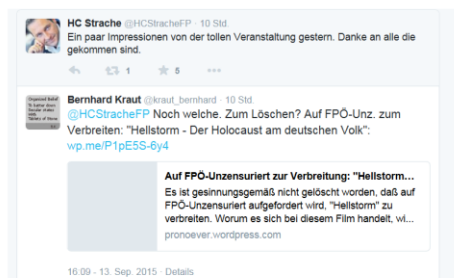 HC Strache @HCStracheFP · 10 Std.
Ein paar Impressionen von der tollen Veranstaltung gestern. Danke an alle die
gekommen sind.
1 5
Bernhard Kraut @kraut_bernhard · 10 Std.
@HCStracheFP Noch welche. Zum Löschen? Auf FPÖ-Unz. zum
Verbreiten: "Hellstorm - Der Holocaust am deutschen Volk":
wp.me/P1pE5S-6y4
Auf FPÖ-Unzensuriert zur Verbreitung: "Hellstorm...
Es ist gesinnungsgemäß nicht gelöscht worden, daß auf
FPÖ-Unzensuriert aufgefordert wird, "Hellstorm" zu
verbreiten. Worum es sich bei diesem Film handelt, wi...
pronoever.wordpress.com
16:09 - 13. Sep. 2015 · Details